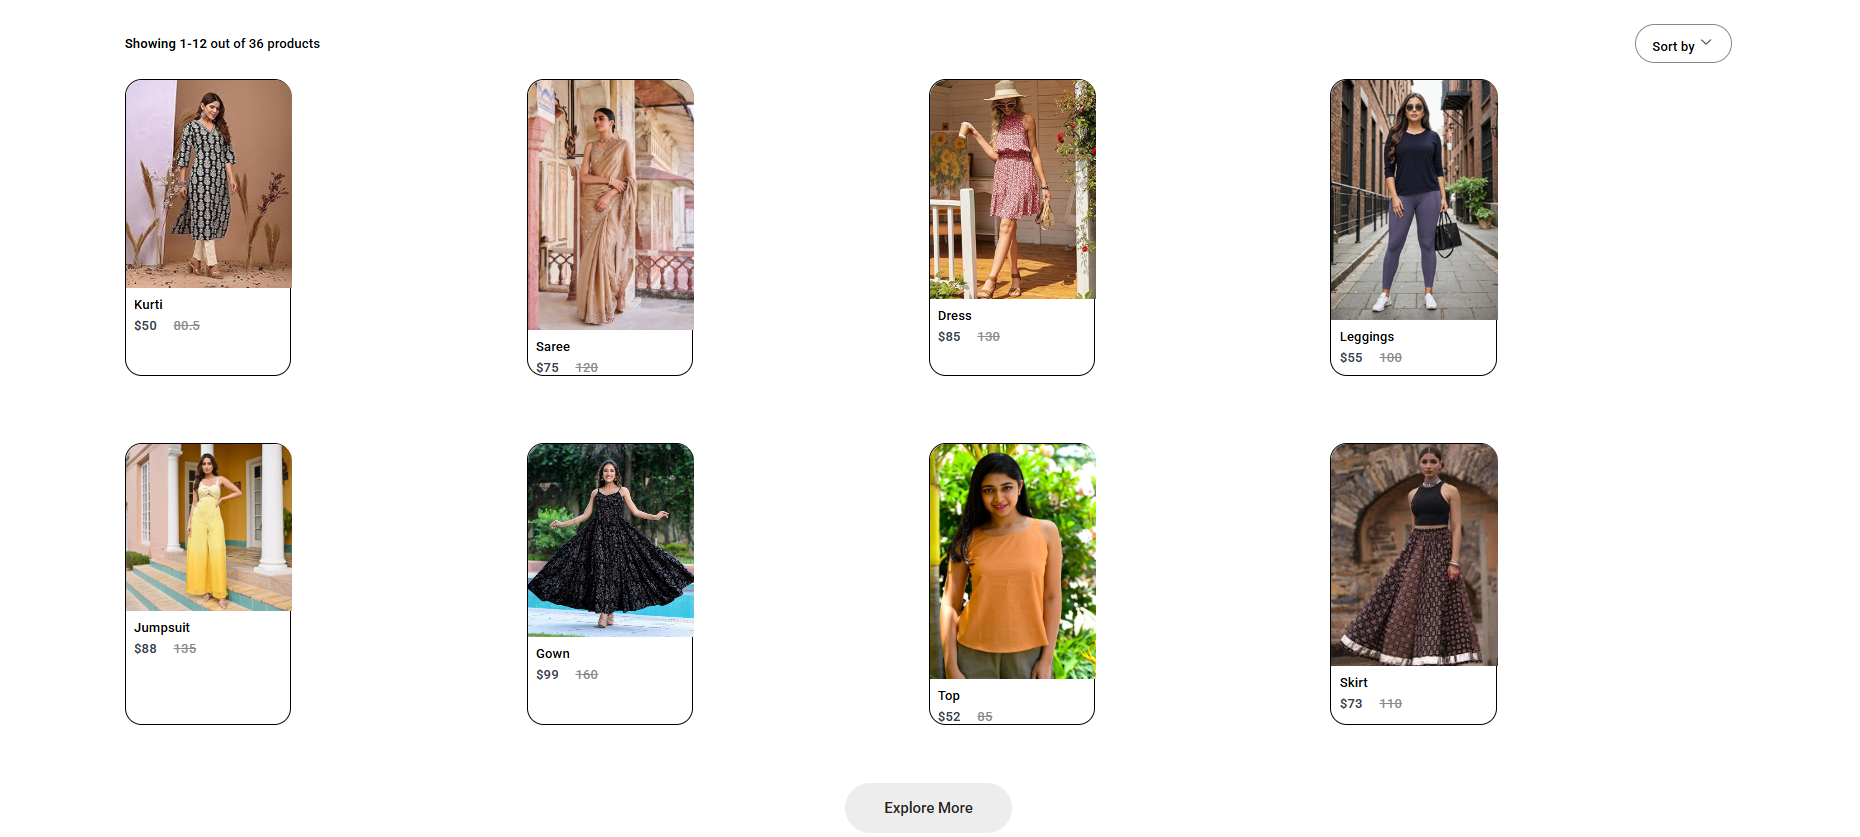 Showing 1-12 out of 36 products
Sort by
Kurti
$50 80.5
Saree
$75 120
Dress
$85 130
Leggings
$55 100
Jumpsuit
$88 135
Gown
$99 160
Top
$52 85
Skirt
$73 110
Explore More